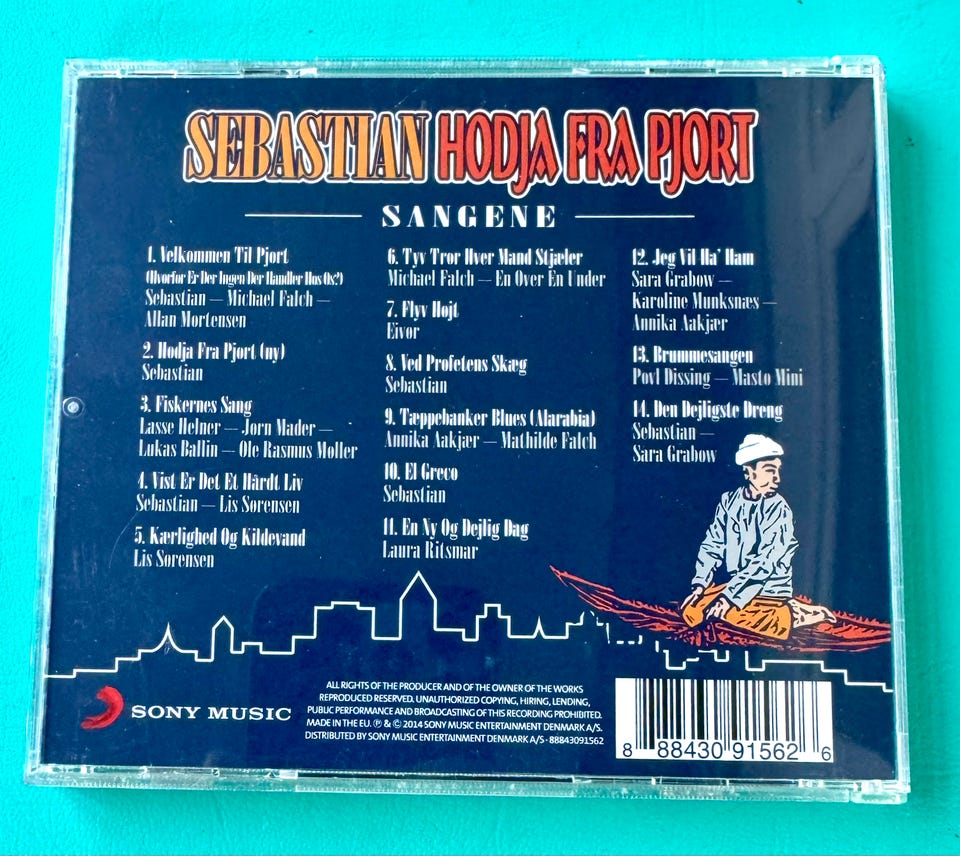 SEBASTIAN HODJA FRA PJORT
SANGENE
1. Velkommen Til Pjort
(Hvorfor Er Der Ingen Der Handler Hos Os?)
Sebastian — Michael Falch —
Allan Mortensen
2. Hodja Fra Pjort (ny)
Sebastian
3. Fiskernes Sang
Lasse Helner — Jørn Mader —
Lukas Ballin — Ole Rasmus Møller
4. Vist Er Det Et Hårdt Liv
Sebastian — Lis Sørensen
5. Kærlighed Og Kildevand
Lis Sørensen
6. Tyv Tror Hver Mand Stjæler
Michael Falch — En Over En Under
7. Flyv Højt
Eivør
8. Ved Profetens Skæg
Sebastian
9. Tæppebanker Blues (Alarabia)
Annika Aakjær — Mathilde Falch
10. El Greco
Sebastian
11. En Ny Og Dejlig Dag
Laura Ritsmar
12. Jeg Vil Ha' Ham
Sara Grabow —
Karoline Munksnæs —
Annika Aakjær
13. Brummesangen
Povl Dissing — Masto Mini
14. Den Dejligste Dreng
Sebastian —
Sara Grabow
SONY MUSIC
ALL RIGHTS OF THE PRODUCER AND OF THE OWNER OF THE WORKS
REPRODUCED RESERVED. UNAUTHORIZED COPYING, HIRING, LENDING,
PUBLIC PERFORMANCE AND BROADCASTING OF THIS RECORDING PROHIBITED.
MADE IN THE EU. ℗ & © 2014 SONY MUSIC ENTERTAINMENT DENMARK A/S.
DISTRIBUTED BY SONY MUSIC ENTERTAINMENT DENMARK A/S · 88843091562
8 88430 91562 6